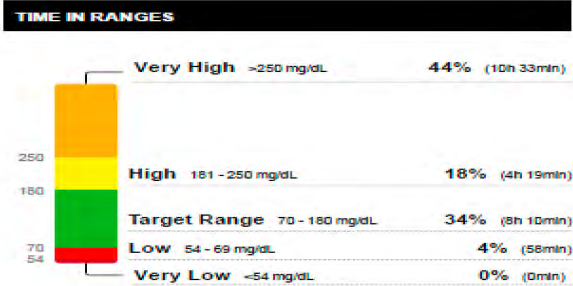 TIME IN RANGES
Very High >250 mg/dL 44% (10h 33min)
250
High 181 - 250 mg/dL 18% (4h 19min)
180
Target Range 70 - 180 mg/dL 34% (8h 10min)
70
Low 54 - 69 mg/dL 4% (58min)
54
Very Low <54 mg/dL 0% (0min)